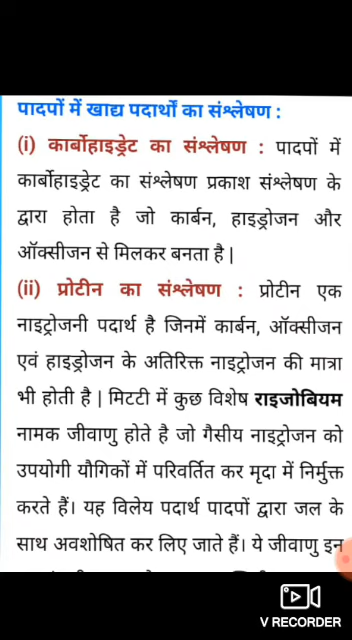 पादपों में खाद्य पदार्थों का संश्लेषण :
(i) कार्बोहाइड्रेट का संश्लेषण : पादपों में
कार्बोहाइड्रेट का संश्लेषण प्रकाश संश्लेषण के
द्वारा होता है जो कार्बन, हाइड्रोजन और
ऑक्सीजन से मिलकर बनता है |
(ii) प्रोटीन का संश्लेषण : प्रोटीन एक
नाइट्रोजनी पदार्थ है जिनमें कार्बन, ऑक्सीजन
एवं हाइड्रोजन के अतिरिक्त नाइट्रोजन की मात्रा
भी होती है | मिटटी में कुछ विशेष राइजोबियम
नामक जीवाणु होते है जो गैसीय नाइट्रोजन को
उपयोगी यौगिकों में परिवर्तित कर मृदा में निर्मुक्त
करते हैं। यह विलेय पदार्थ पादपों द्वारा जल के
साथ अवशोषित कर लिए जाते हैं। ये जीवाणु इन
V RECORDER